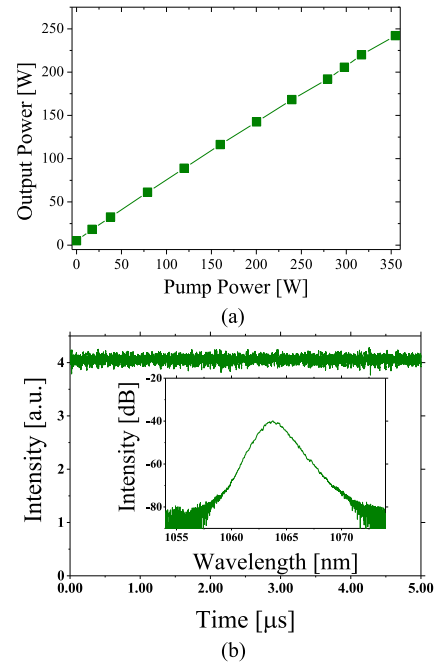 Output Power [W]
250
200
150
100
50
0
0 50 100 150 200 250 300 350
Pump Power [W]
(a)
Intensity [a.u.]
5
4
3
2
1
0
Intensity [dB]
-20
-40
-60
-80
1055 1060 1065 1070
Wavelength [nm]
0.00 1.00 2.00 3.00 4.00 5.00
Time [μs]
(b)